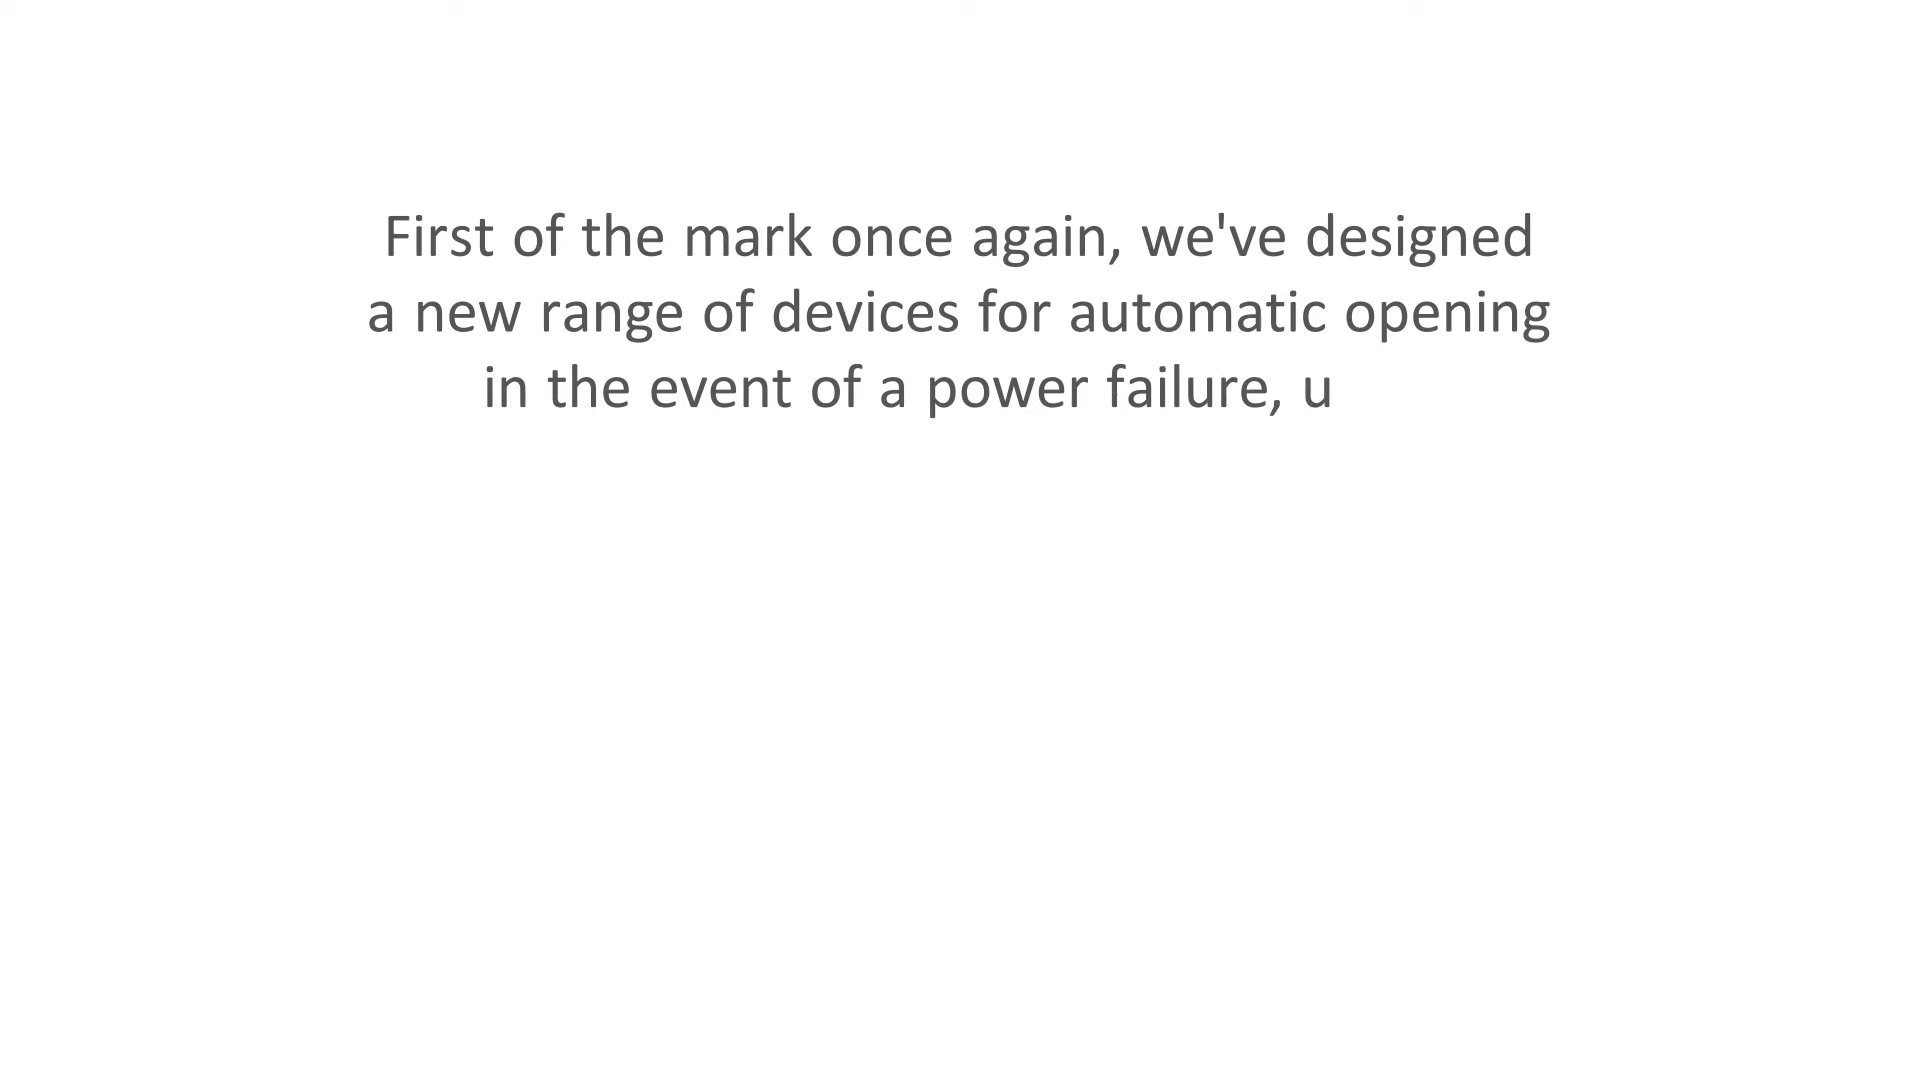 First of the mark once again, we've designed
a new range of devices for automatic opening
in the event of a power failure, u